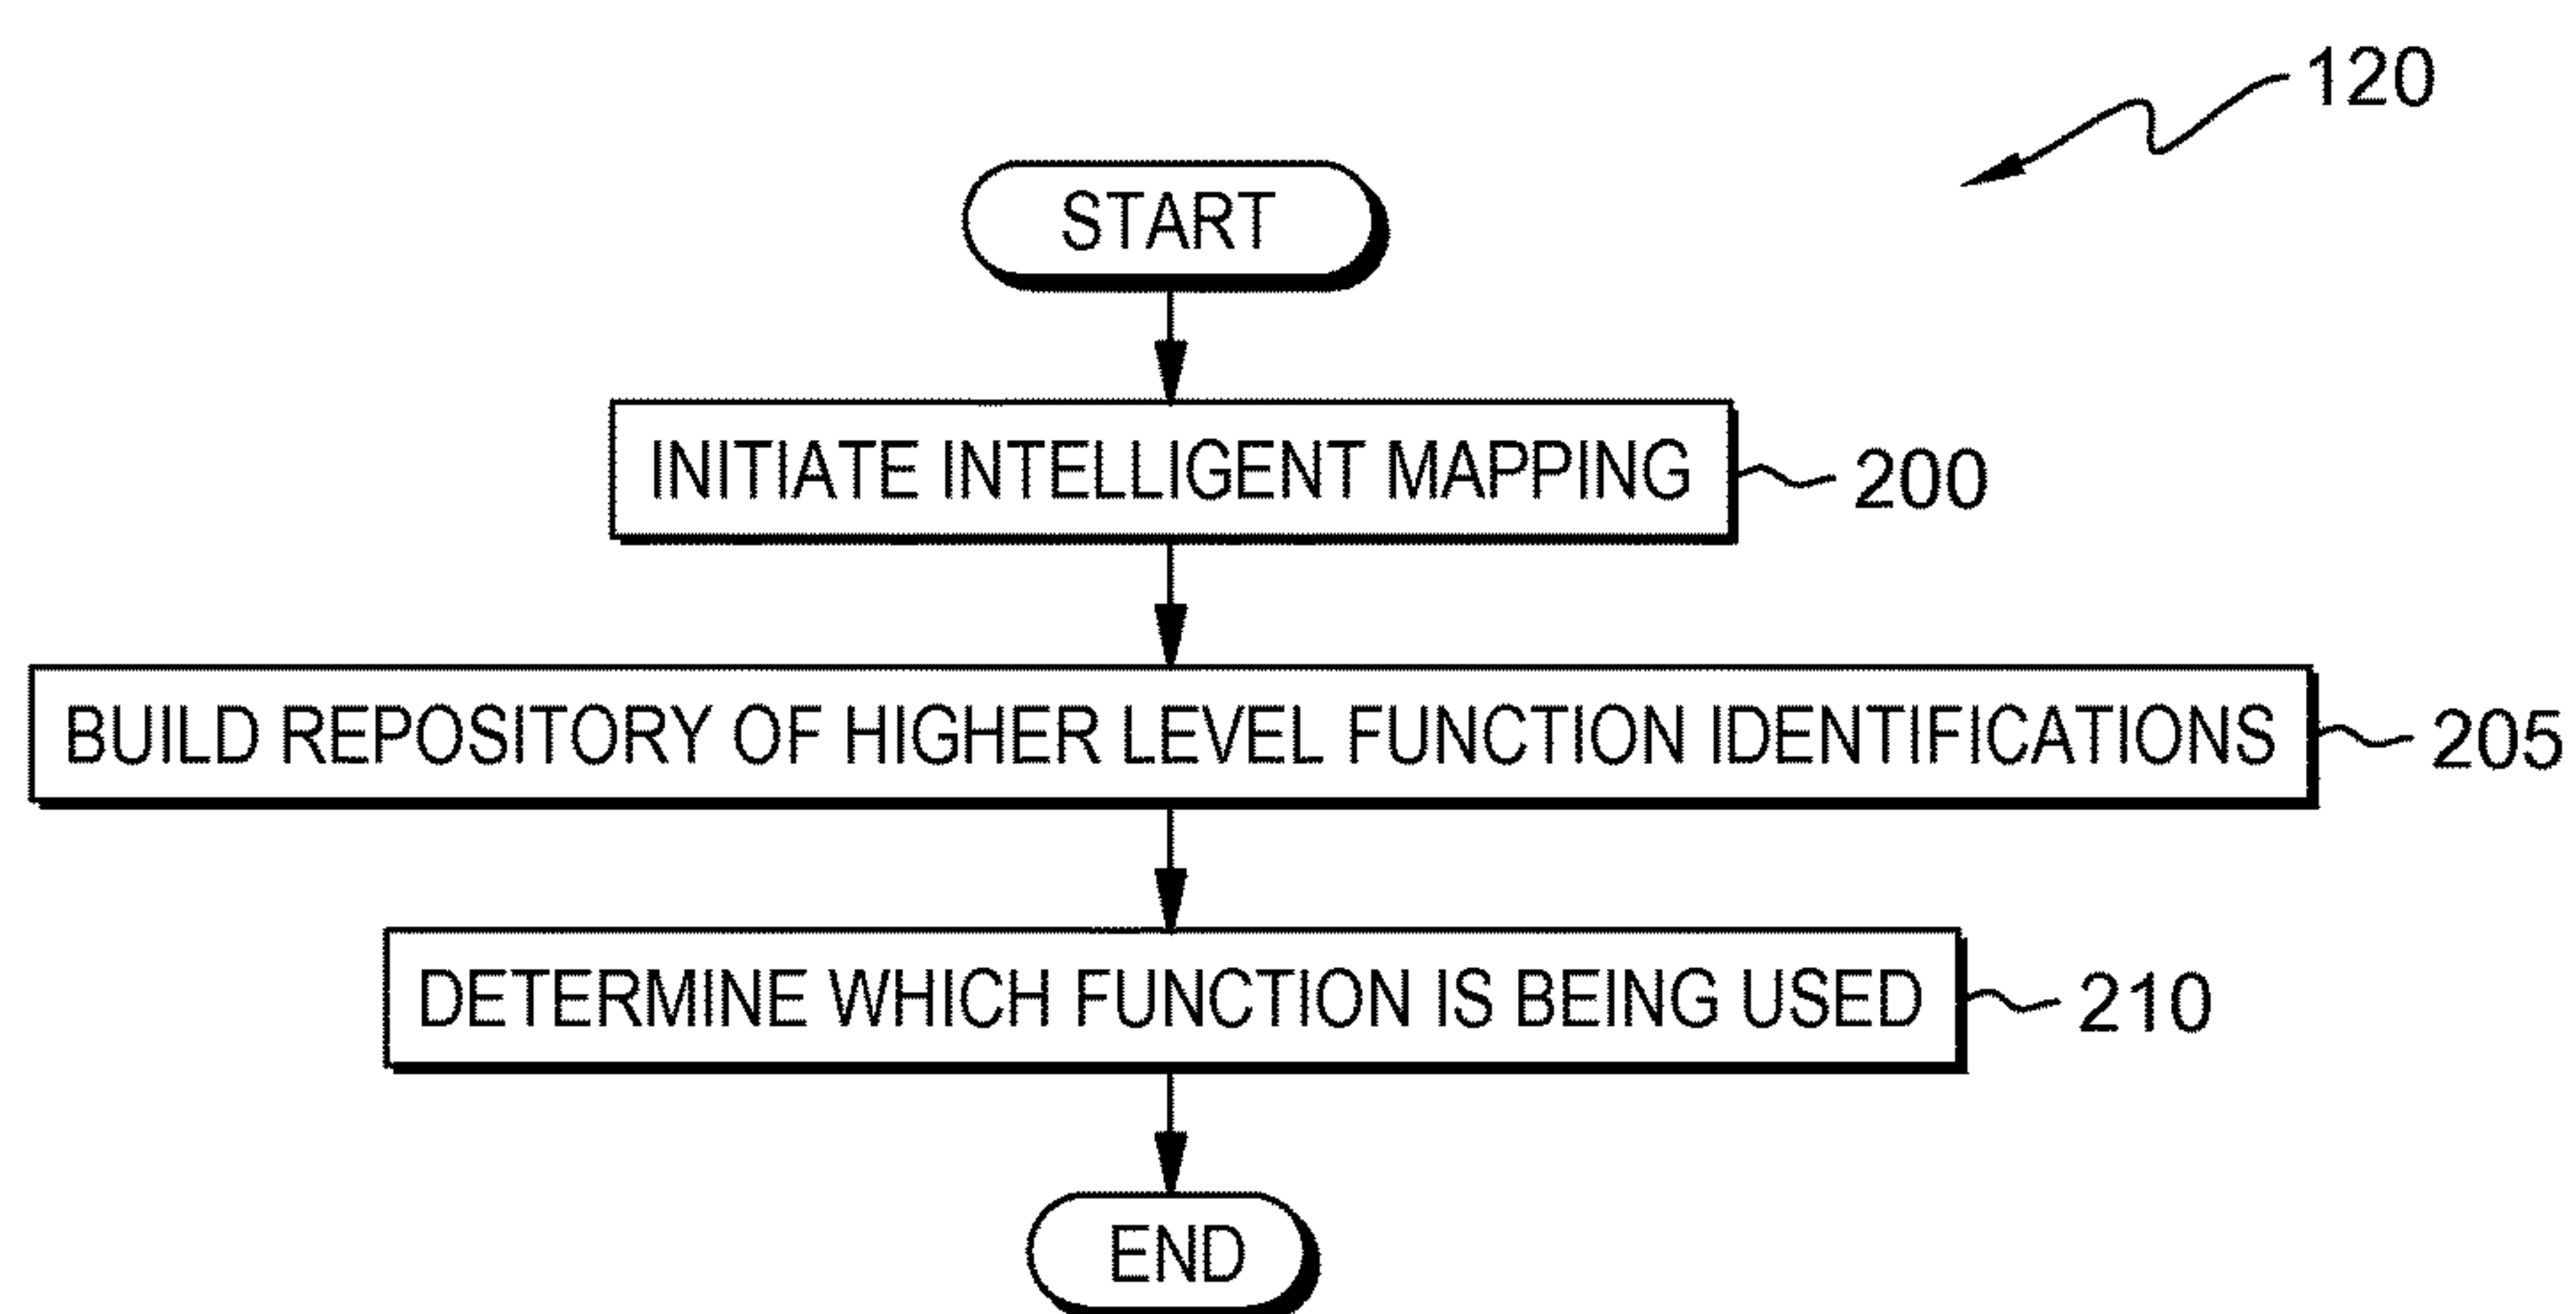 120
START
INITIATE INTELLIGENT MAPPING
200
BUILD REPOSITORY OF HIGHER LEVEL FUNCTION IDENTIFICATIONS
205
DETERMINE WHICH FUNCTION IS BEING USED
210
END